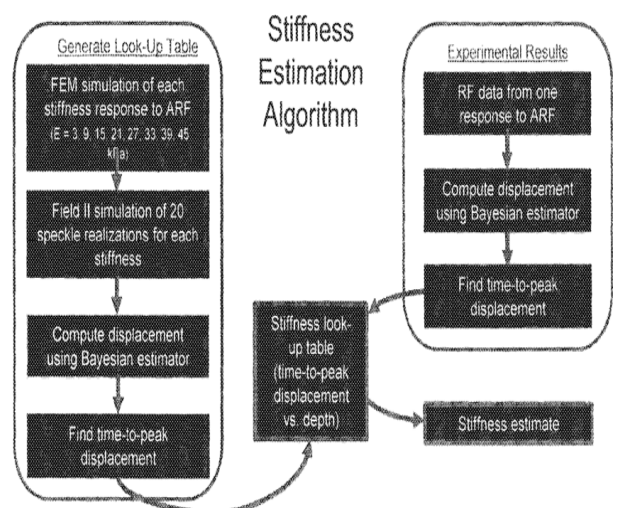 Stiffness
Estimation
Algorithm
Generate Look-Up Table
FEM simulation of each
stiffness response to ARF
(E = 3, 9, 15, 21, 27, 33, 39, 45
kPa)
Field II simulation of 20
speckle realizations for each
stiffness
Compute displacement
using Bayesian estimator
Find time-to-peak
displacement
Stiffness look-
up table
(time-to-peak
displacement
vs. depth)
Experimental Results
RF data from one
response to ARF
Compute displacement
using Bayesian estimator
Find time-to-peak
displacement
Stiffness estimate